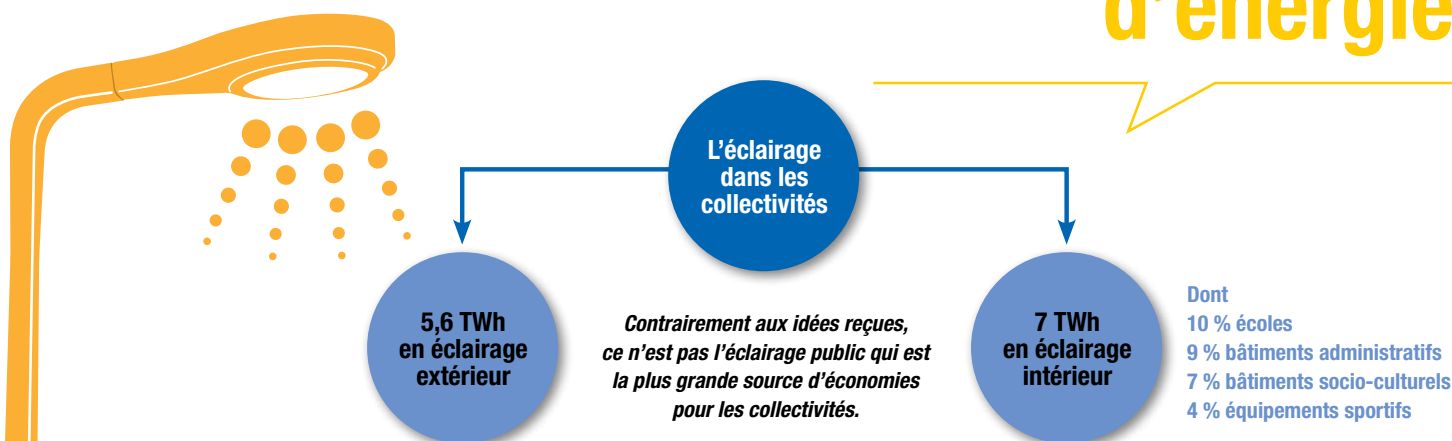 d'énergie
L'éclairage
dans les
collectivités
5,6 TWh
en éclairage
extérieur
Contrairement aux idées reçues,
ce n'est pas l'éclairage public qui est
la plus grande source d'économies
pour les collectivités.
7 TWh
en éclairage
intérieur
Dont
10 % écoles
9 % bâtiments administratifs
7 % bâtiments socio-culturels
4 % équipements sportifs